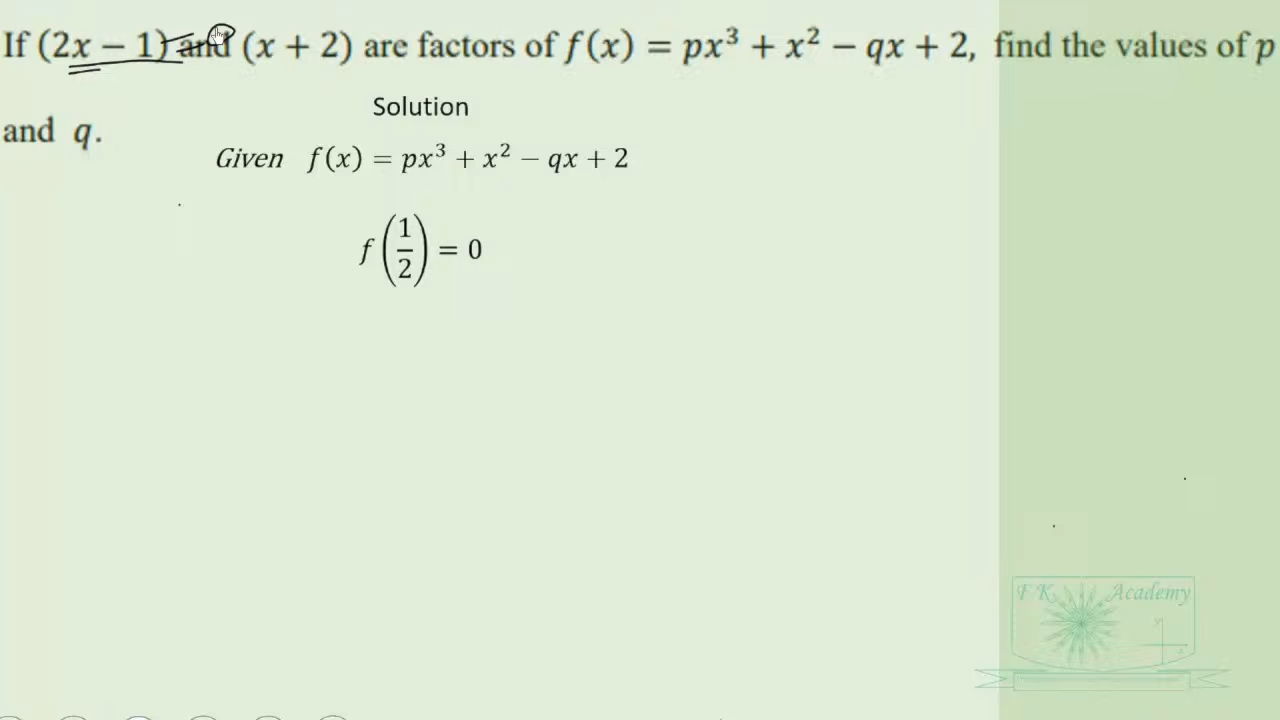 If (2x − 1) and (x + 2) are factors of f(x) = px³ + x² − qx + 2, find the values of p
and q.
Solution
Given f(x) = px³ + x² − qx + 2
f(1/2) = 0
F K Academy
y
x